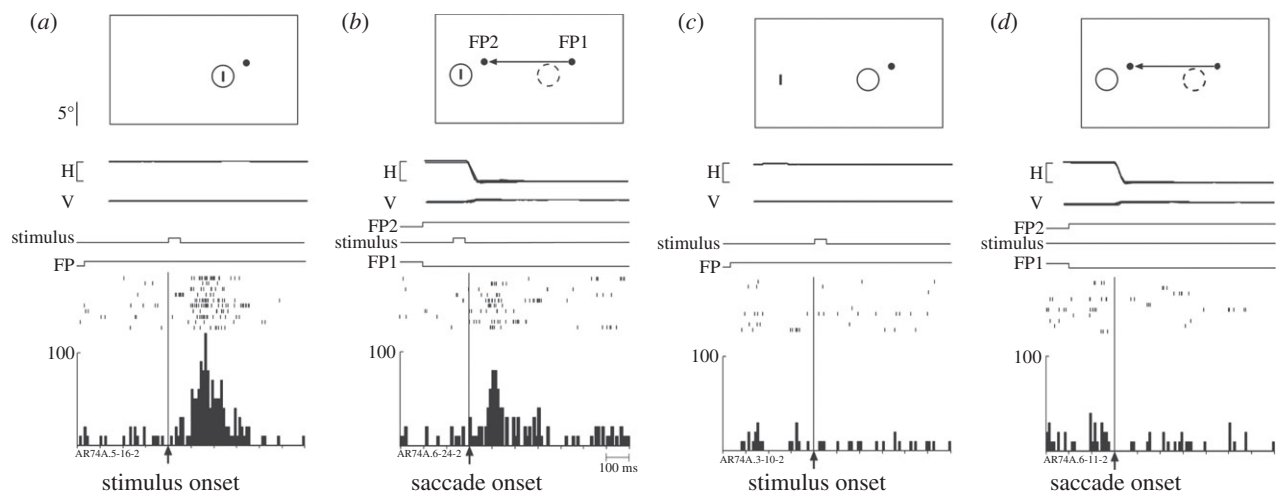 (a) (b) (c) (d)
FP2 FP1
5°
H H H H
V V V V
FP2 FP2
stimulus stimulus stimulus stimulus
FP FP1 FP FP1
100 100 100 100
AR74A.5-16-2 AR74A.6-24-2 AR74A.3-10-2 AR74A.6-11-2
100 ms
stimulus onset saccade onset stimulus onset saccade onset